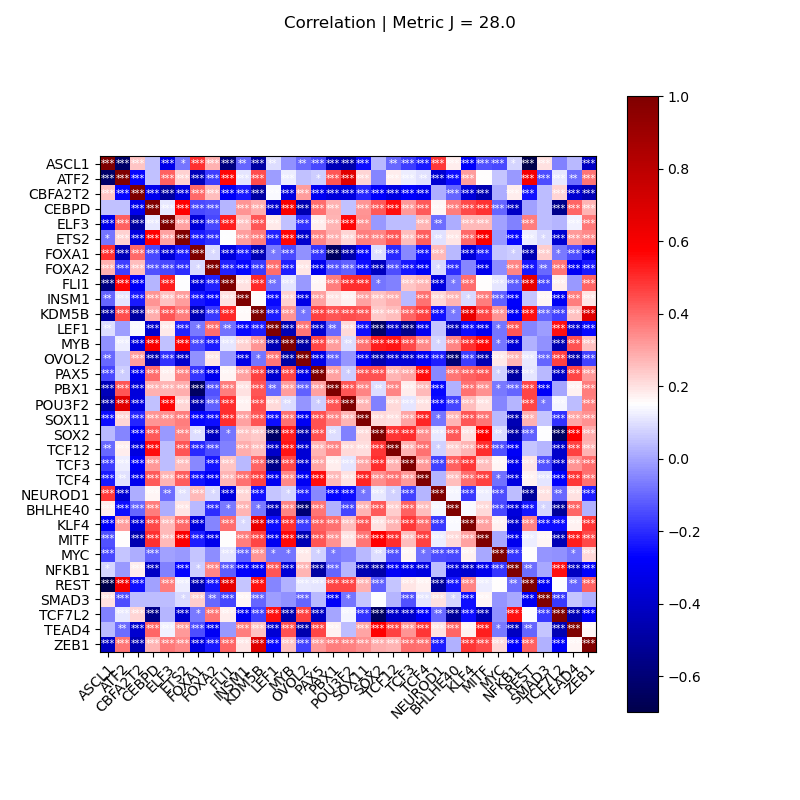 Correlation | Metric J = 28.0
ASCL1
ATF2
CBFA2T2
CEBPD
ELF3
ETS2
FOXA1
FOXA2
FLI1
INSM1
KDM5B
LEF1
MYB
OVOL2
PAX5
PBX1
POU3F2
SOX11
SOX2
TCF12
TCF3
TCF4
NEUROD1
BHLHE40
KLF4
MITF
MYC
NFKB1
REST
SMAD3
TCF7L2
TEAD4
ZEB1
ASCL1
ATF2
CBFA2T2
CEBPD
ELF3
ETS2
FOXA1
FOXA2
FLI1
INSM1
KDM5B
LEF1
MYB
OVOL2
PAX5
PBX1
POU3F2
SOX11
SOX2
TCF12
TCF3
TCF4
NEUROD1
BHLHE40
KLF4
MITF
MYC
NFKB1
REST
SMAD3
TCF7L2
TEAD4
ZEB1
1.0
0.8
0.6
0.4
0.2
0.0
−0.2
−0.4
−0.6